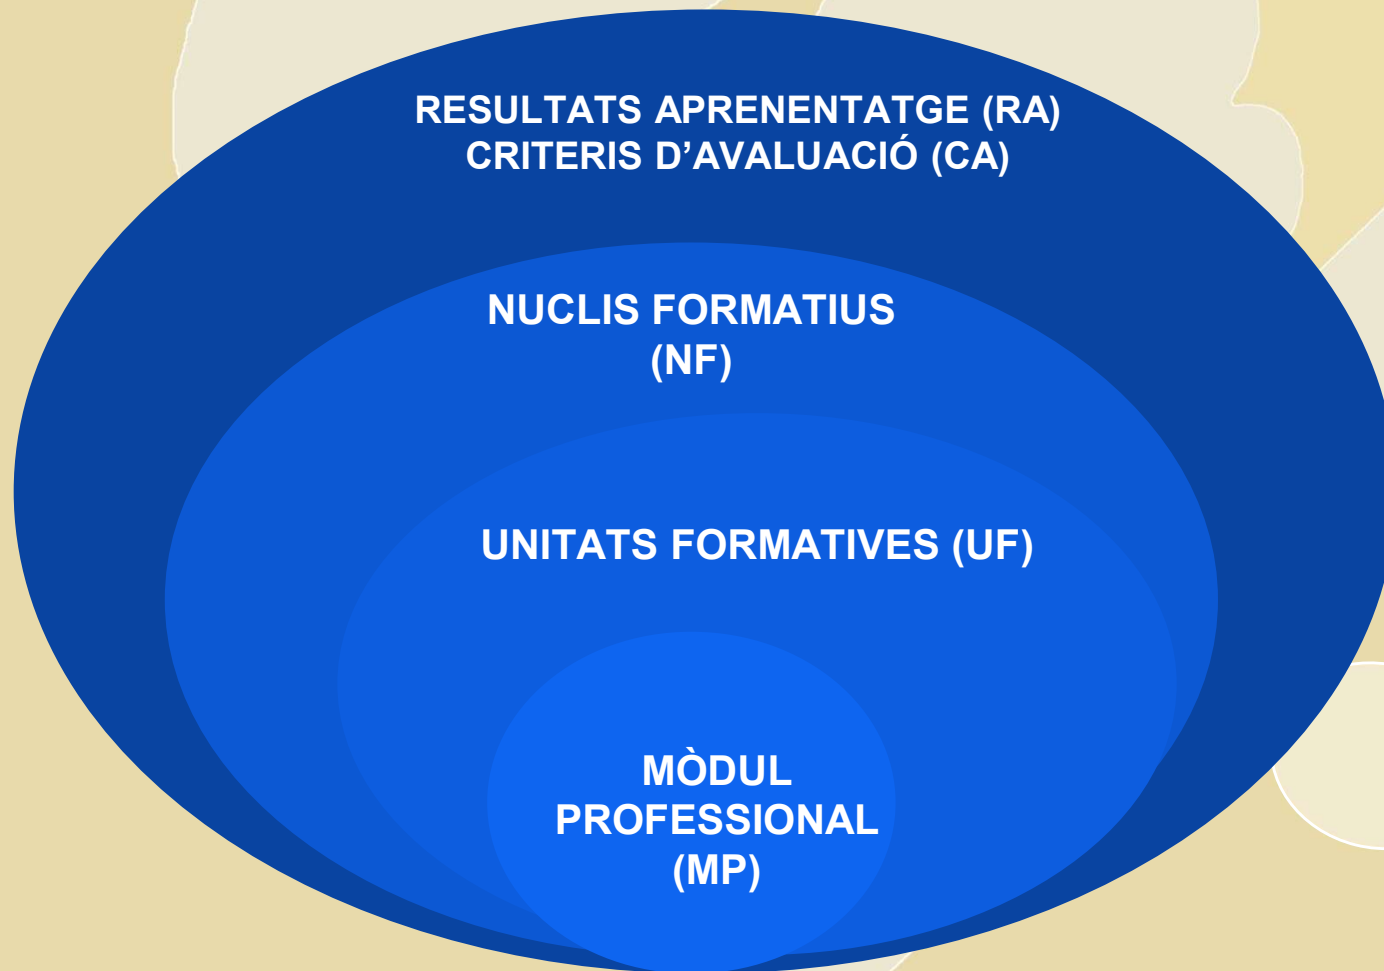 RESULTATS APRENENTATGE (RA)
CRITERIS D’AVALUACIÓ (CA)
NUCLIS FORMATIUS
(NF)
UNITATS FORMATIVES (UF)
MÒDUL
PROFESSIONAL
(MP)